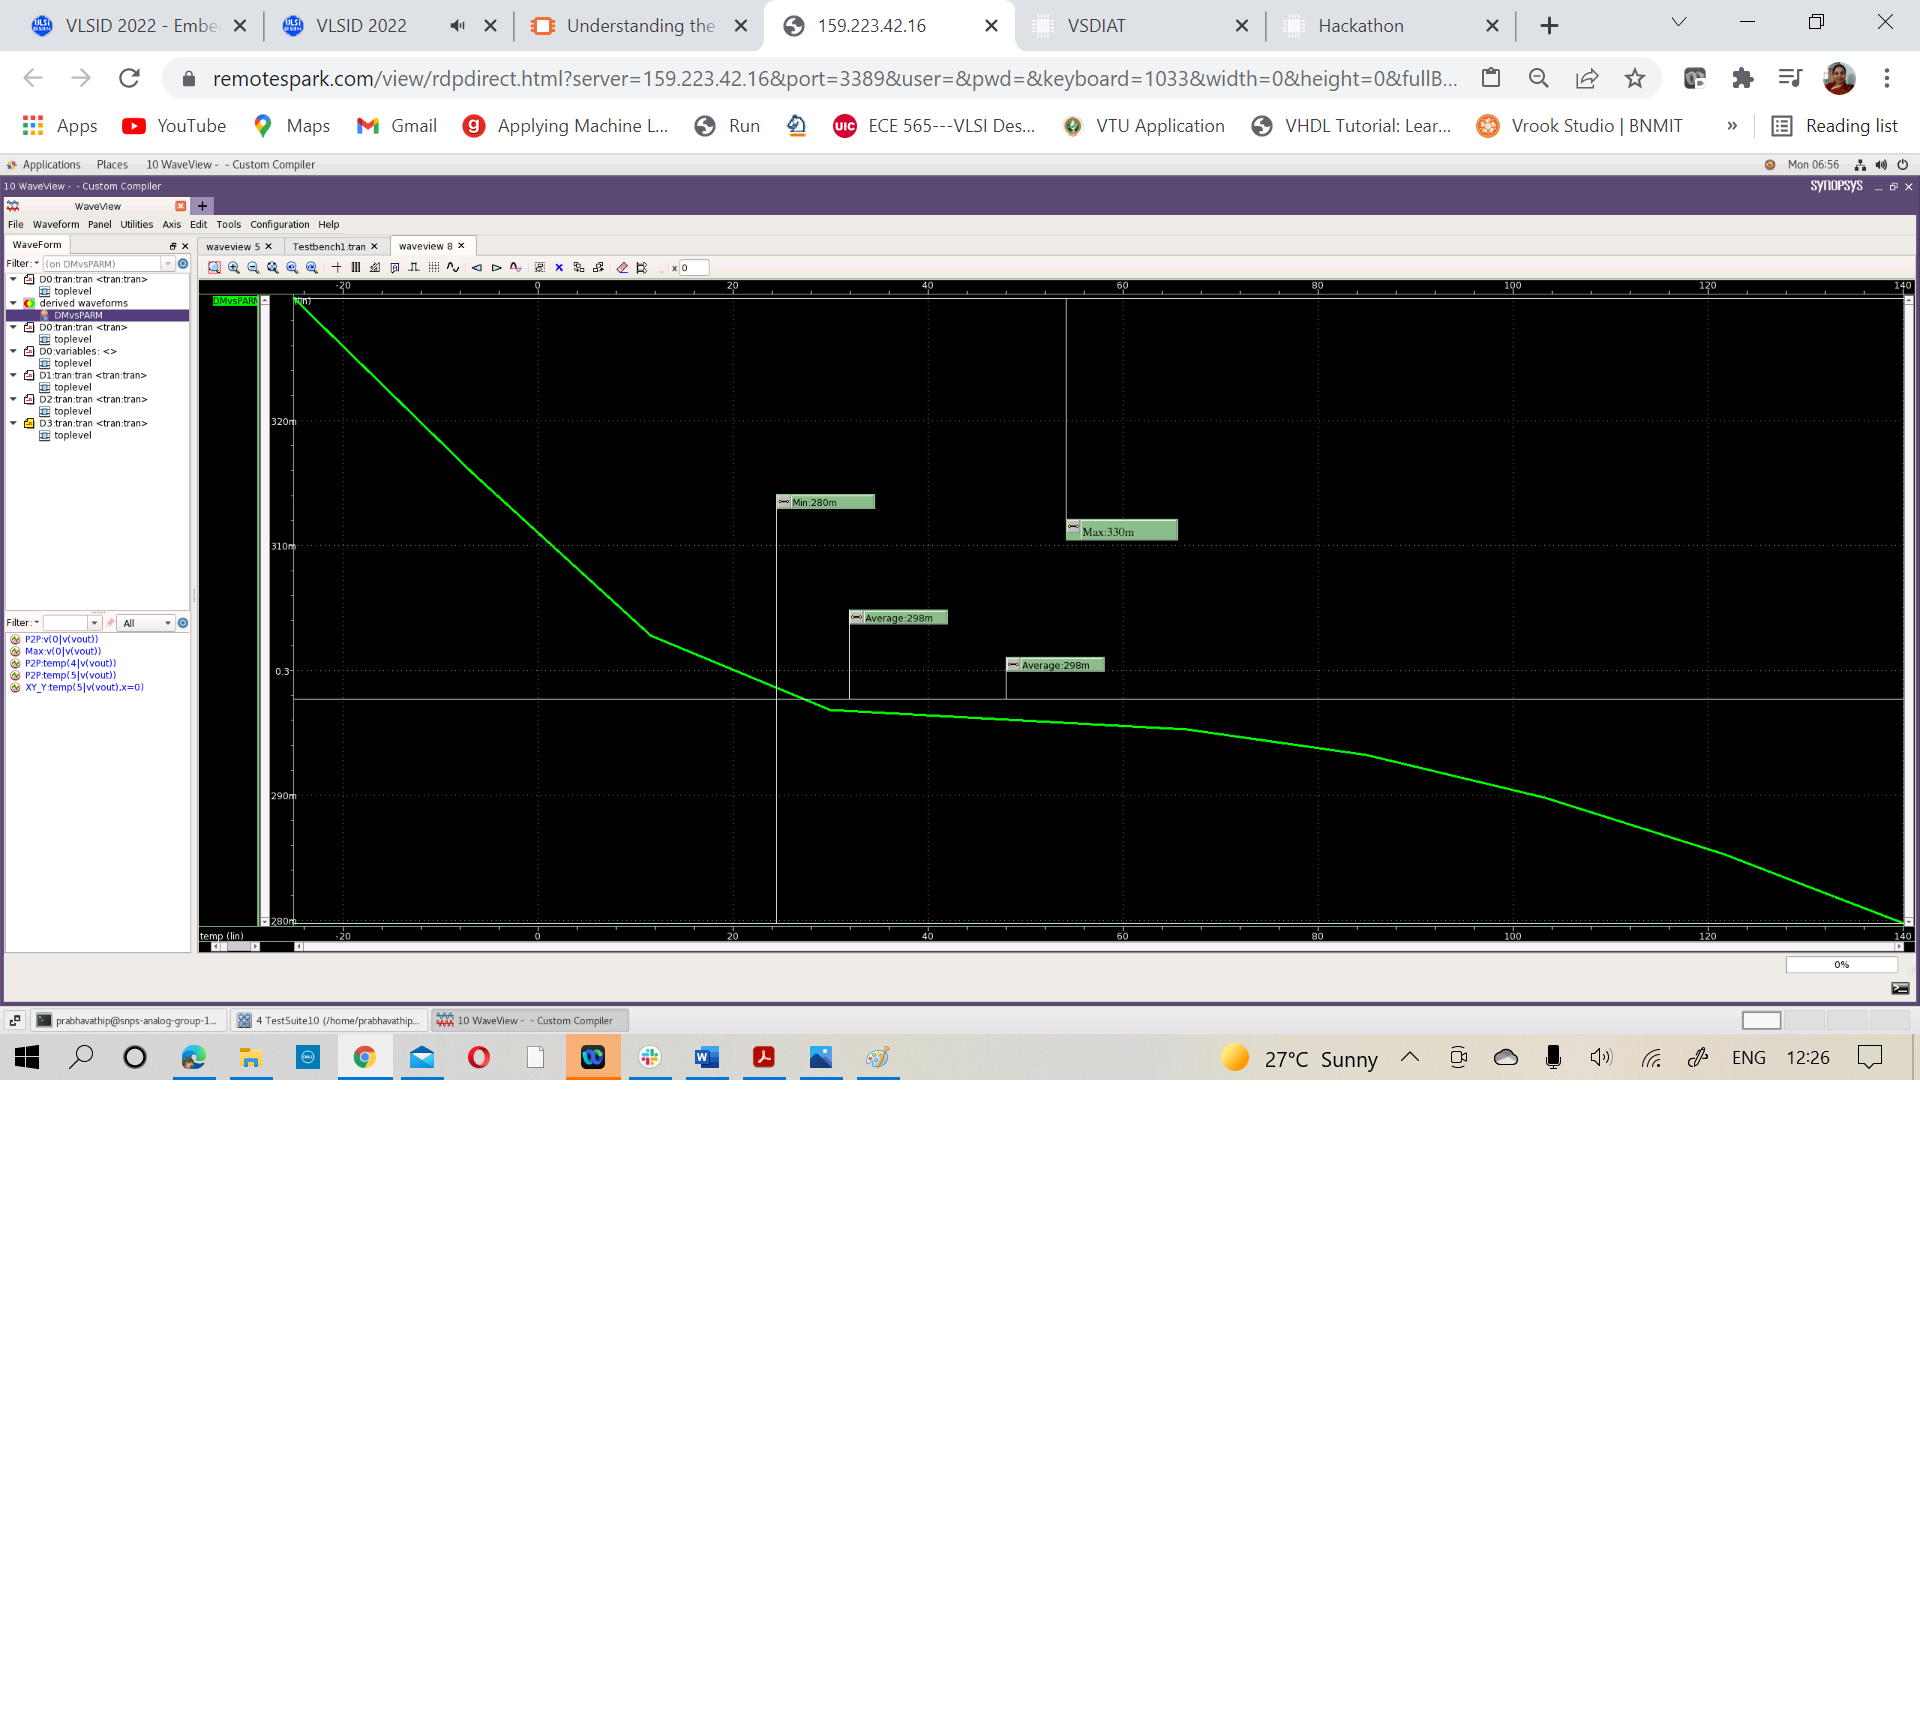 VLSID 2022 - Embe
VLSID 2022
Understanding the
159.223.42.16
VSDIAT
Hackathon
remotespark.com/view/rdpdirect.html?server=159.223.42.16&port=3389&user=&pwd=&keyboard=1033&width=0&height=0&fullB...
Apps YouTube Maps Gmail Applying Machine L... Run UIC ECE 565---VLSI Des... VTU Application VHDL Tutorial: Lear... Vrook Studio | BNMIT » Reading list
Applications Places 10 WaveView - - Custom Compiler Mon 06:56
10 WaveView - - Custom Compiler SYNOPSYS
WaveView
File Waveform Panel Utilities Axis Edit Tools Configuration Help
WaveForm
waveview 5 Testbench1:tran waveview 8
Filter: (on DMvsPARM)
x 0
D0:tran:tran <tran:tran>
toplevel
derived waveforms
DMvsPARM
D0:tran:tran <tran>
toplevel
D0:variables: <>
toplevel
D1:tran:tran <tran:tran>
toplevel
D2:tran:tran <tran:tran>
toplevel
D3:tran:tran <tran:tran>
toplevel
Filter: All
P2P:v(0|v(vout))
Max:v(0|v(vout))
P2P:temp(4|v(vout))
P2P:temp(5|v(vout))
XY_Y:temp(5|v(vout),x=0)
-20 0 20 40 60 80 100 120 140
DMvsPARM
(lin)
320m
Min:280m
Max:330m
310m
Average:298m
Average:298m
0.3
290m
280m
temp (lin) -20 0 20 40 60 80 100 120 140
0%
prabhavathip@snps-analog-group-1... 4 TestSuite10 (/home/prabhavathip... 10 WaveView - - Custom Compiler
27°C Sunny ENG 12:26